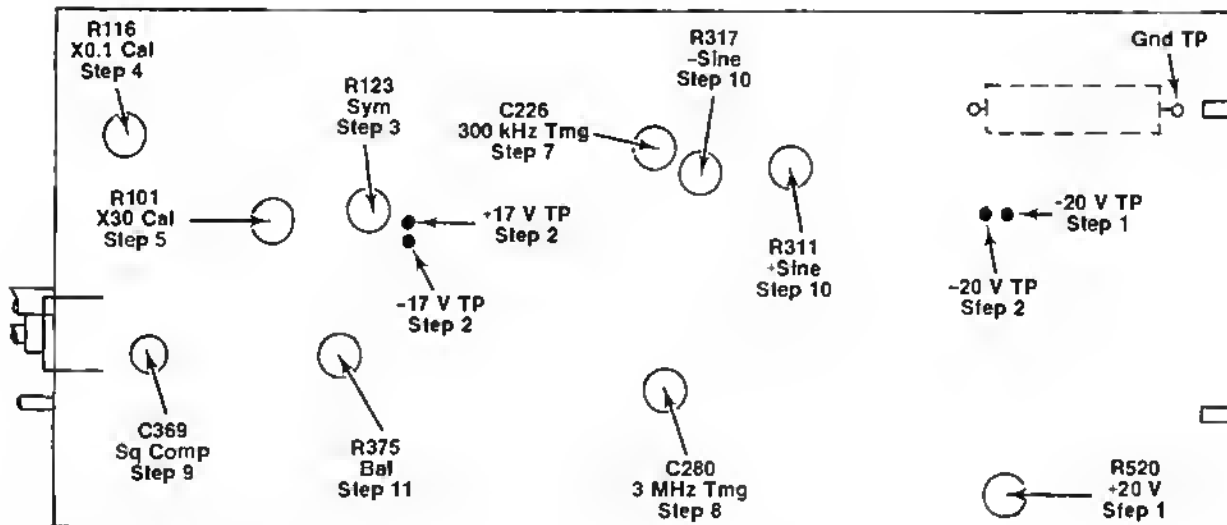 R116
X0.1 Cal
Step 4
R123
Sym
Step 3
C226
300 kHz Tmg
Step 7
R317
-Sine
Step 10
Gnd TP
R101
X30 Cal
Step 5
+17 V TP
Step 2
-17 V TP
Step 2
R311
+Sine
Step 10
-20 V TP
Step 1
-20 V TP
Sfep 2
C369
Sq Comp
Step 9
R375
Bal
Step 11
C280
3 MHz Tmg
Step 8
R520
+20 V
Sfep 1